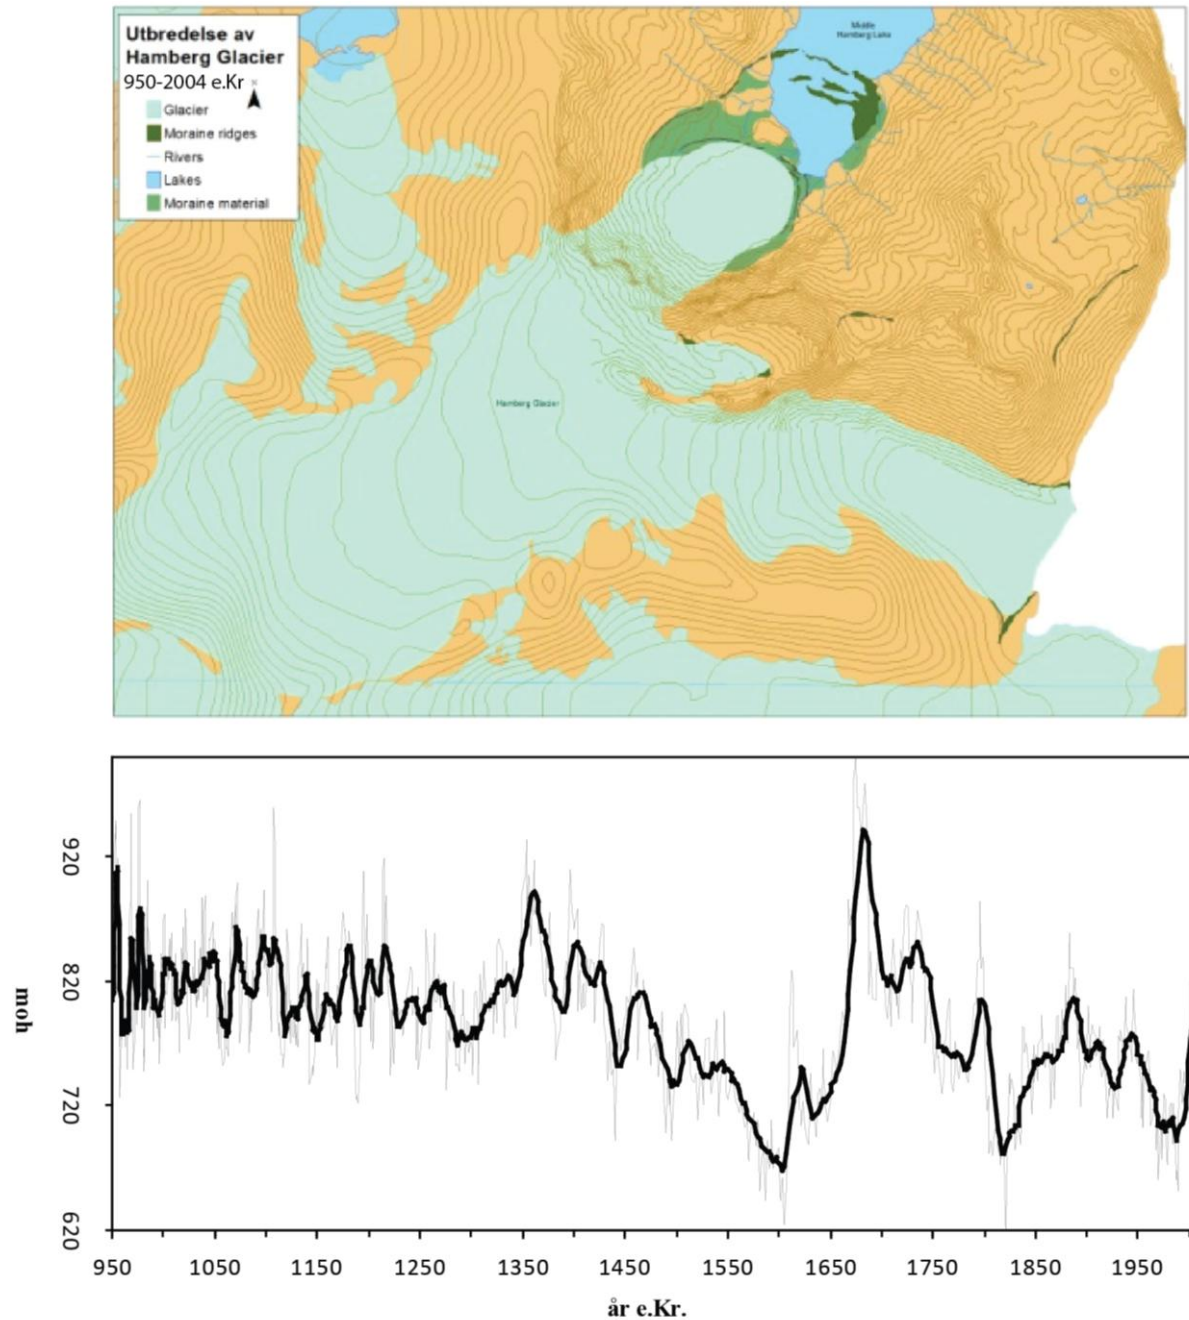 Utbredelse av
Hamberg Glacier
950-2004 e.Kr
Glacier
Moraine ridges
Rivers
Lakes
Moraine material
Middle
Hamberg Lake
Hamberg Glacier
920
820
720
620
moh
950 1050 1150 1250 1350 1450 1550 1650 1750 1850 1950
år e.Kr.